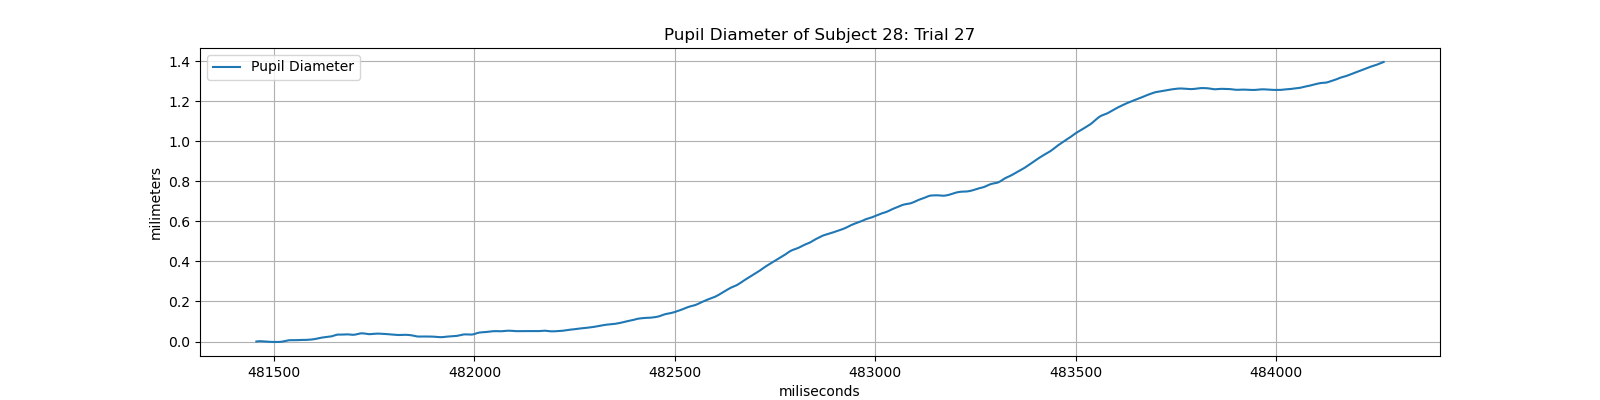 Pupil Diameter of Subject 28: Trial 27
Pupil Diameter
milimeters
1.4
1.2
1.0
0.8
0.6
0.4
0.2
0.0
481500 482000 482500 483000 483500 484000
miliseconds